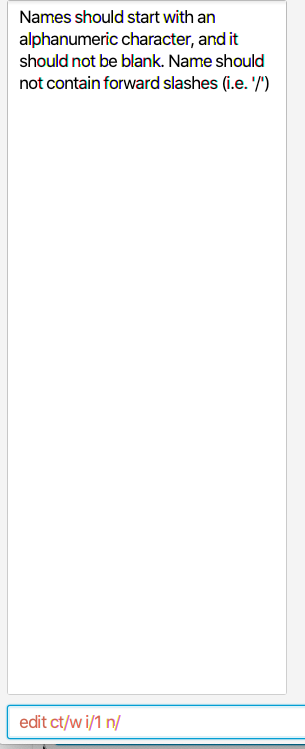 Names should start with an
alphanumeric character, and it
should not be blank. Name should
not contain forward slashes (i.e. '/')
edit ct/w i/1 n/